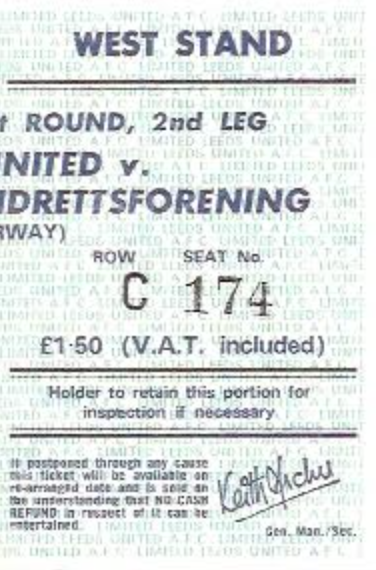 WEST STAND
t ROUND, 2nd LEG
NITED v.
IDRETTSFORENING
RWAY)
ROW SEAT No.
C 174
£1·50 (V.A.T. included)
Holder to retain this portion for
inspection if necessary
If postponed through any cause
this ticket will be available on
re-arranged date and is sold on
the understanding that NO CASH
REFUND in respect of it can be
entertained.
Keith Archer
Gen. Man./Sec.